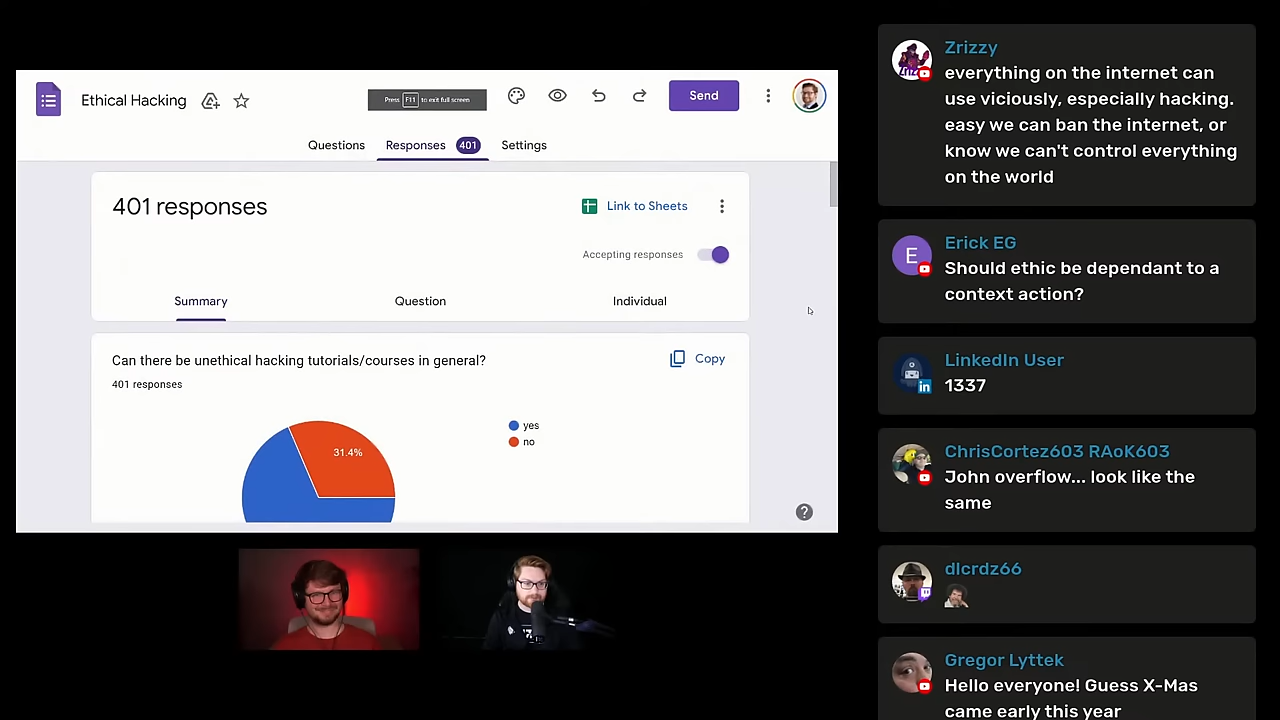 Ethical Hacking
Press F11 to exit full screen
Send
Questions
Responses 401
Settings
401 responses
Link to Sheets
Accepting responses
Summary
Question
Individual
Can there be unethical hacking tutorials/courses in general?
Copy
401 responses
yes
no
31.4%
?
Zrizzy
everything on the internet can
use viciously, especially hacking.
easy we can ban the internet, or
know we can't control everything
on the world
E
Erick EG
Should ethic be dependant to a
context action?
LinkedIn User
in
1337
ChrisCortez603 RAoK603
John overflow... look like the
same
dlcrdz66
Gregor Lyttek
Hello everyone! Guess X-Mas
came early this year